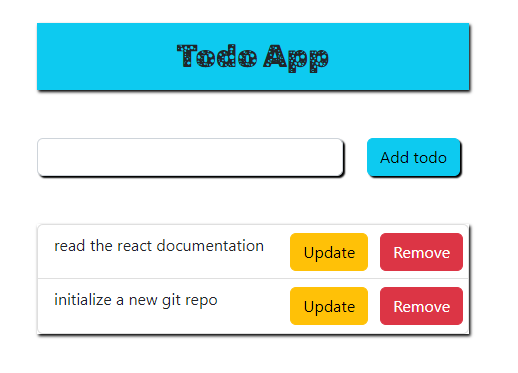 Todo App
Add todo
read the react documentation Update Remove
initialize a new git repo Update Remove